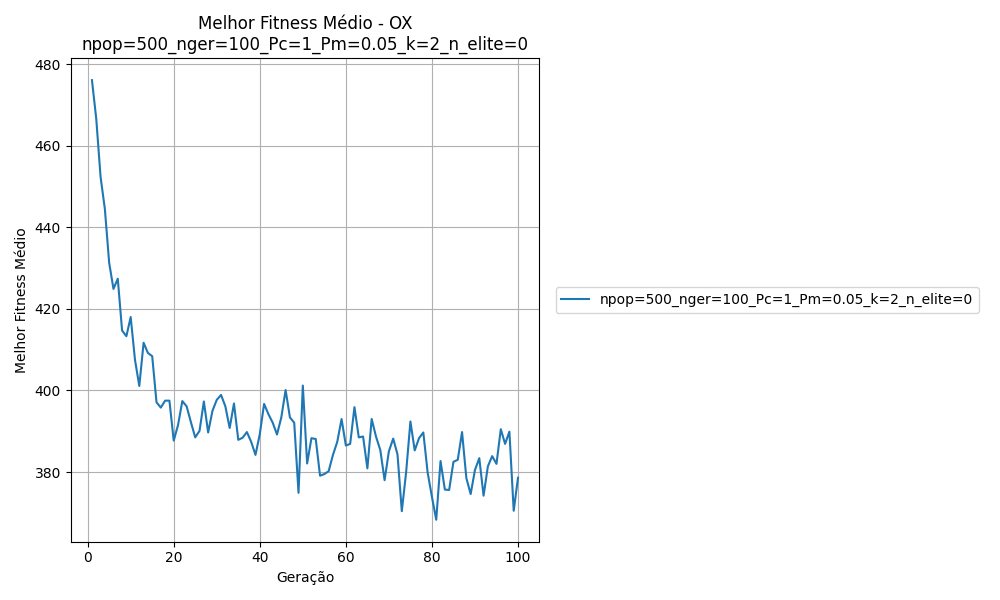 Melhor Fitness Médio - OX
npop=500_nger=100_Pc=1_Pm=0.05_k=2_n_elite=0
480
460
440
420
400
380
Melhor Fitness Médio
0 20 40 60 80 100
Geração
npop=500_nger=100_Pc=1_Pm=0.05_k=2_n_elite=0